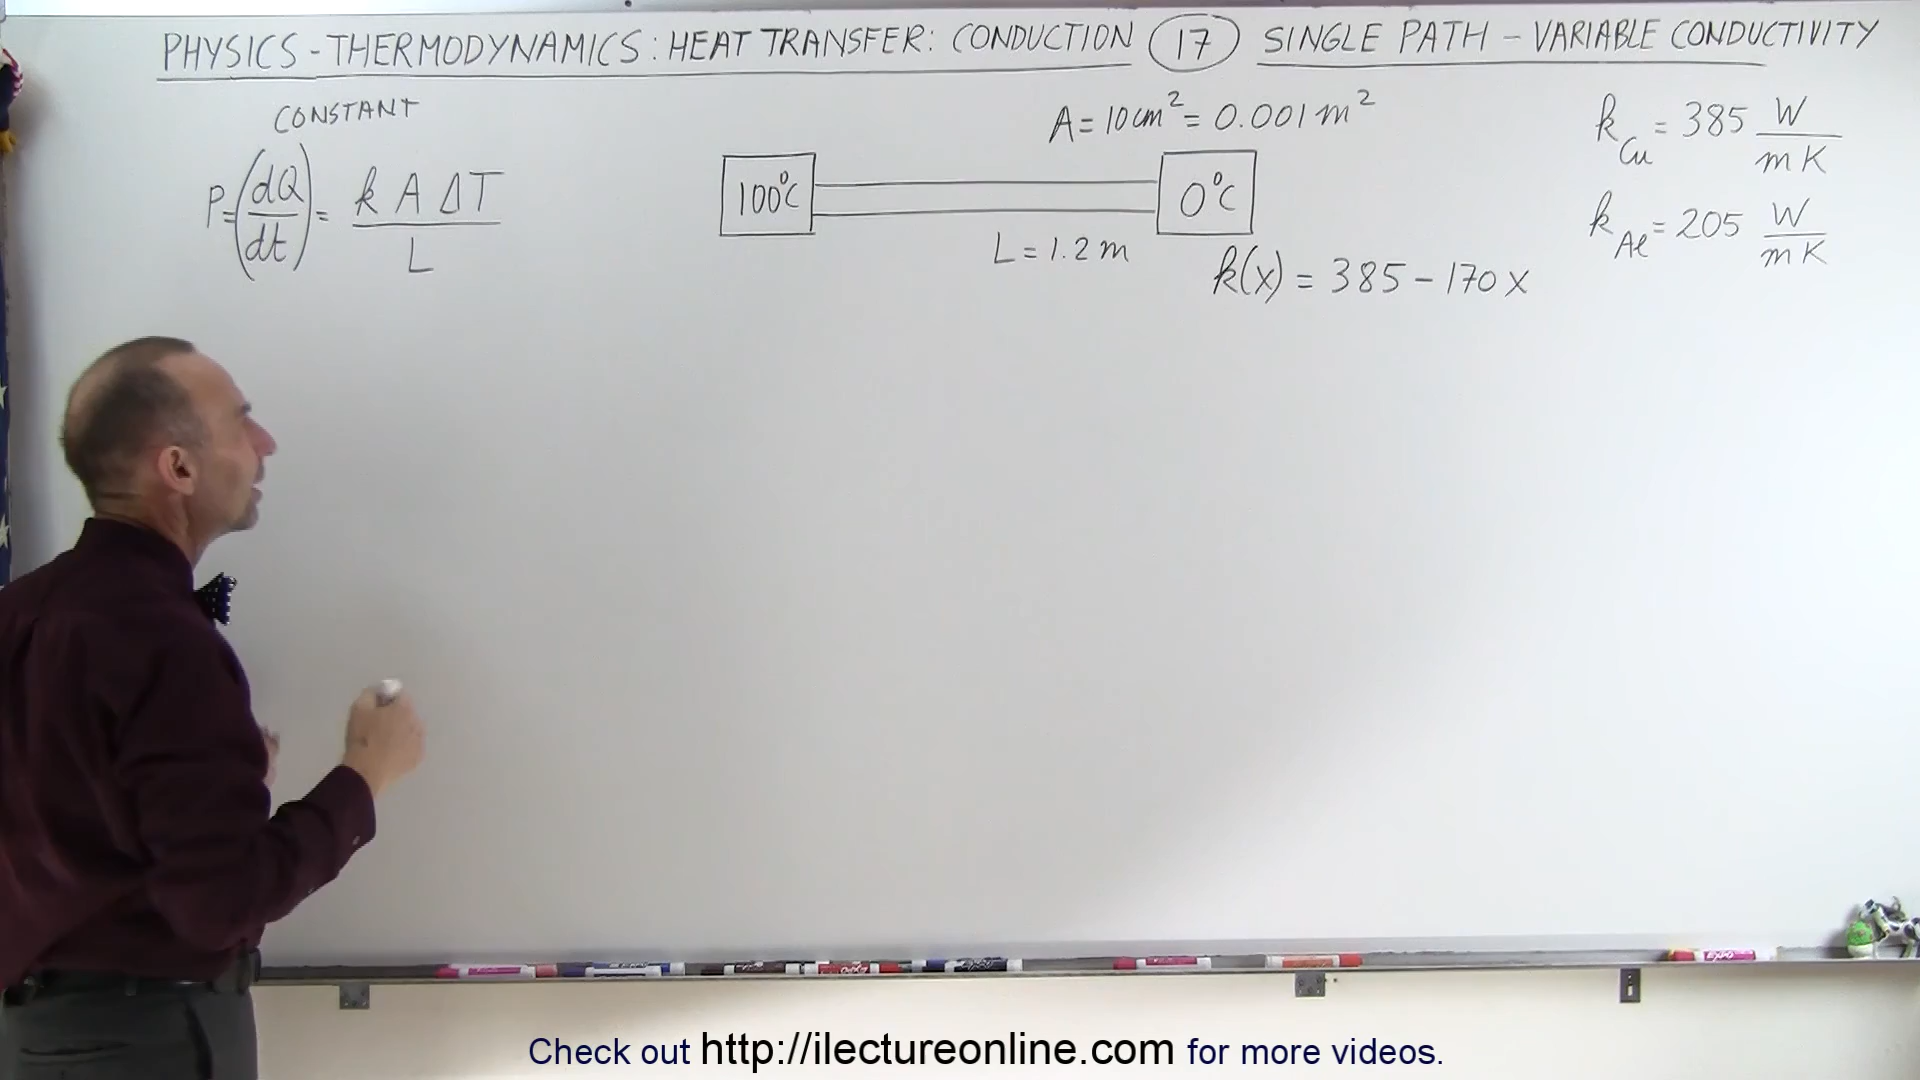 PHYSICS - THERMODYNAMICS: HEAT TRANSFER: CONDUCTION 17 SINGLE PATH - VARIABLE CONDUCTIVITY
CONSTANT
P = (dQ/dt) = k A ΔT / L
A = 10 cm² = 0.001 m²
100°C
0°C
L = 1.2 m
k(x) = 385 - 170 x
k_Cu = 385 W/mK
k_Al = 205 W/mK
EXPO
Check out http://ilectureonline.com for more videos.